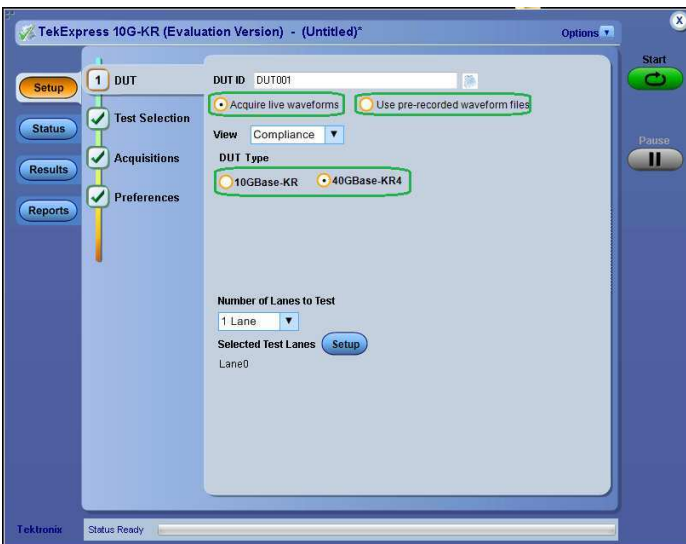 TekExpress 10G-KR (Evaluation Version) - (Untitled)*
Options
x
Start
Pause
Setup
Status
Results
Reports
1 DUT
Test Selection
Acquisitions
Preferences
DUT ID DUT001
Acquire live waveforms Use pre-recorded waveform files
View Compliance
DUT Type
10GBase-KR 40GBase-KR4
Number of Lanes to Test
1 Lane
Selected Test Lanes Setup
Lane0
Tektronix Status Ready